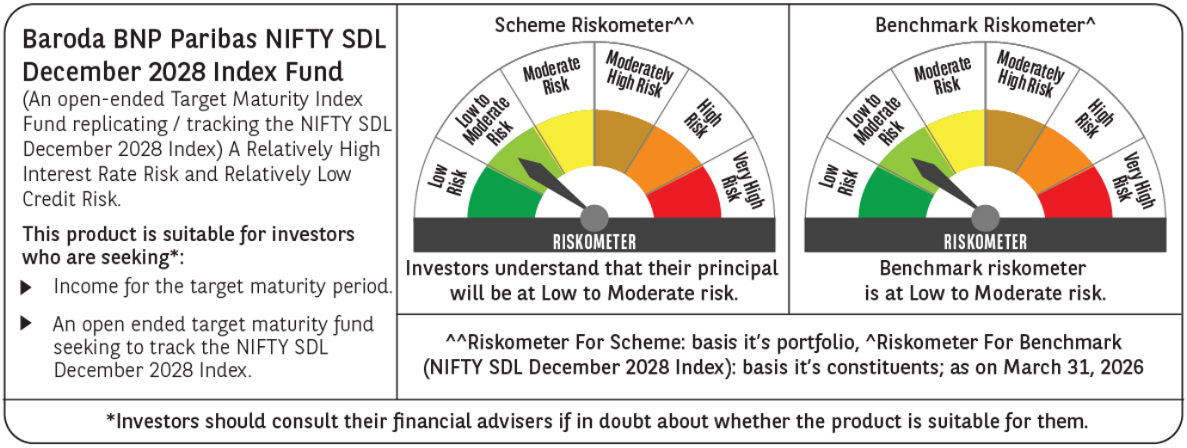 Baroda BNP Paribas NIFTY SDL
December 2028 Index Fund
(An open-ended Target Maturity Index
Fund replicating / tracking the NIFTY SDL
December 2028 Index) A Relatively High
Interest Rate Risk and Relatively Low
Credit Risk.
This product is suitable for investors
who are seeking*:
▶ Income for the target maturity period.
▶ An open ended target maturity fund
seeking to track the NIFTY SDL
December 2028 Index.
Scheme Riskometer^^
Low
Risk
Low to
Moderate
Risk
Moderate
Risk
Moderately
High Risk
High
Risk
Very High
Risk
RISKOMETER
Investors understand that their principal
will be at Low to Moderate risk.
Benchmark Riskometer^
Low
Risk
Low to
Moderate
Risk
Moderate
Risk
Moderately
High Risk
High
Risk
Very High
Risk
RISKOMETER
Benchmark riskometer
is at Low to Moderate risk.
^^Riskometer For Scheme: basis it's portfolio, ^Riskometer For Benchmark
(NIFTY SDL December 2028 Index): basis it's constituents; as on March 31, 2026
*Investors should consult their financial advisers if in doubt about whether the product is suitable for them.